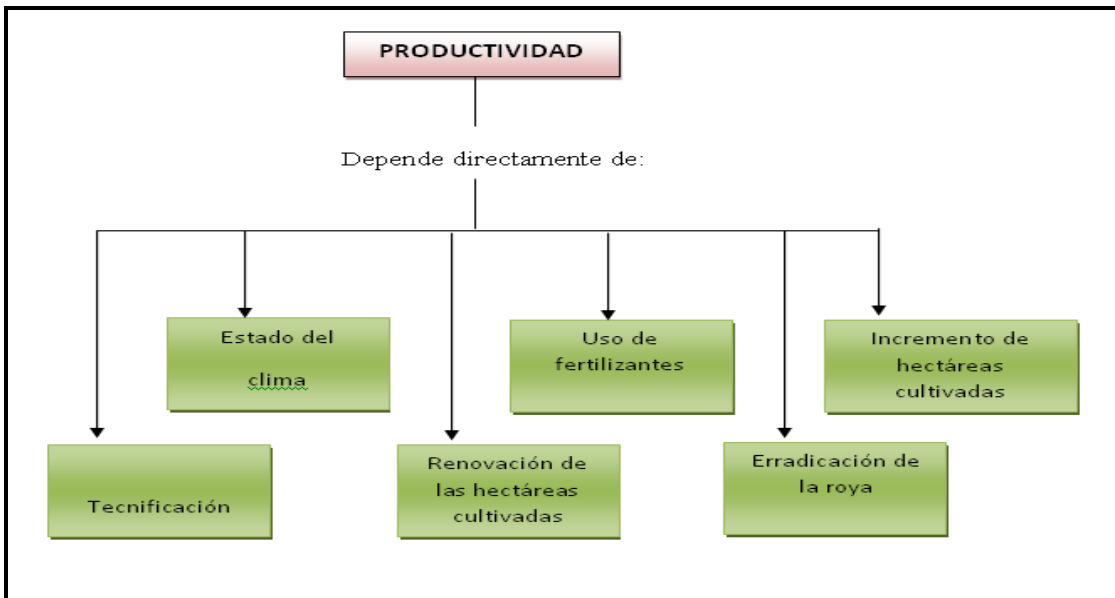 PRODUCTIVIDAD
Depende directamente de:
Estado del
clima
Uso de
fertilizantes
Incremento de
hectáreas
cultivadas
Tecnificación
Renovación de
las hectáreas
cultivadas
Erradicación de
la roya